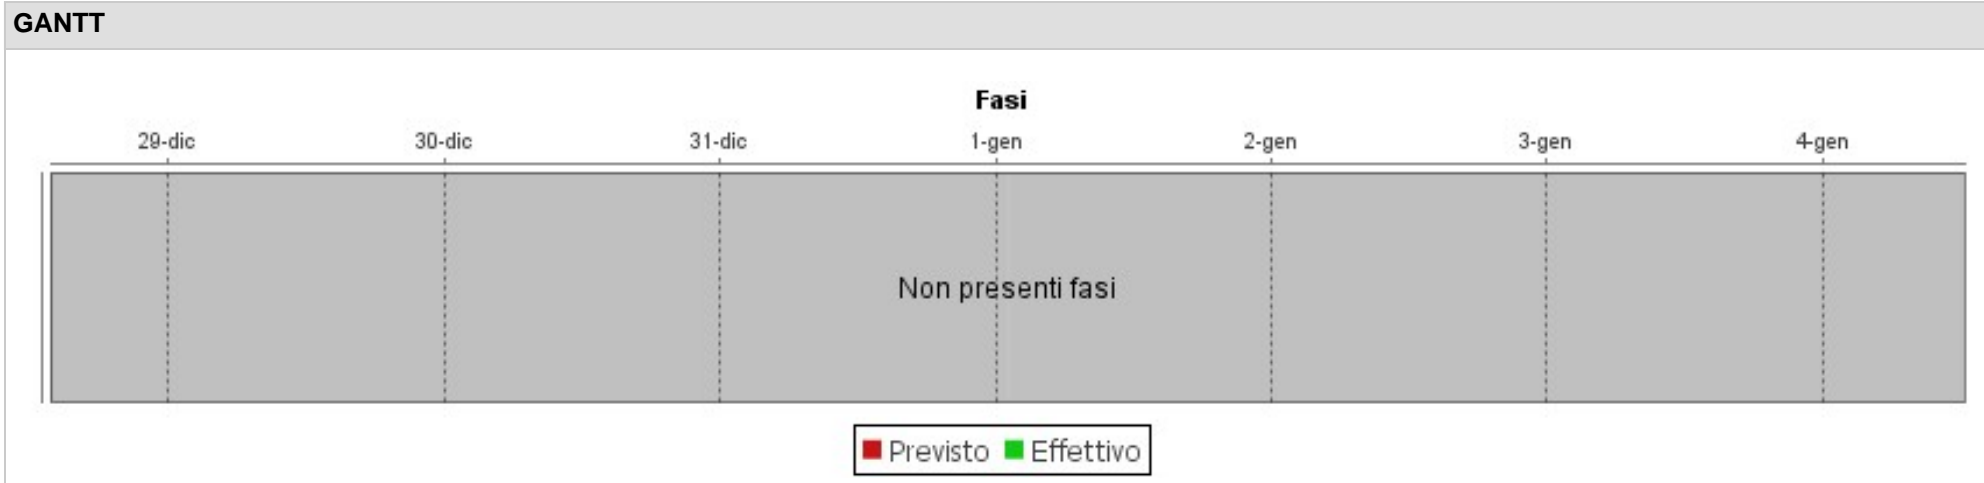 GANTT
Fasi
29-dic 30-dic 31-dic 1-gen 2-gen 3-gen 4-gen
Non presenti fasi
Previsto Effettivo